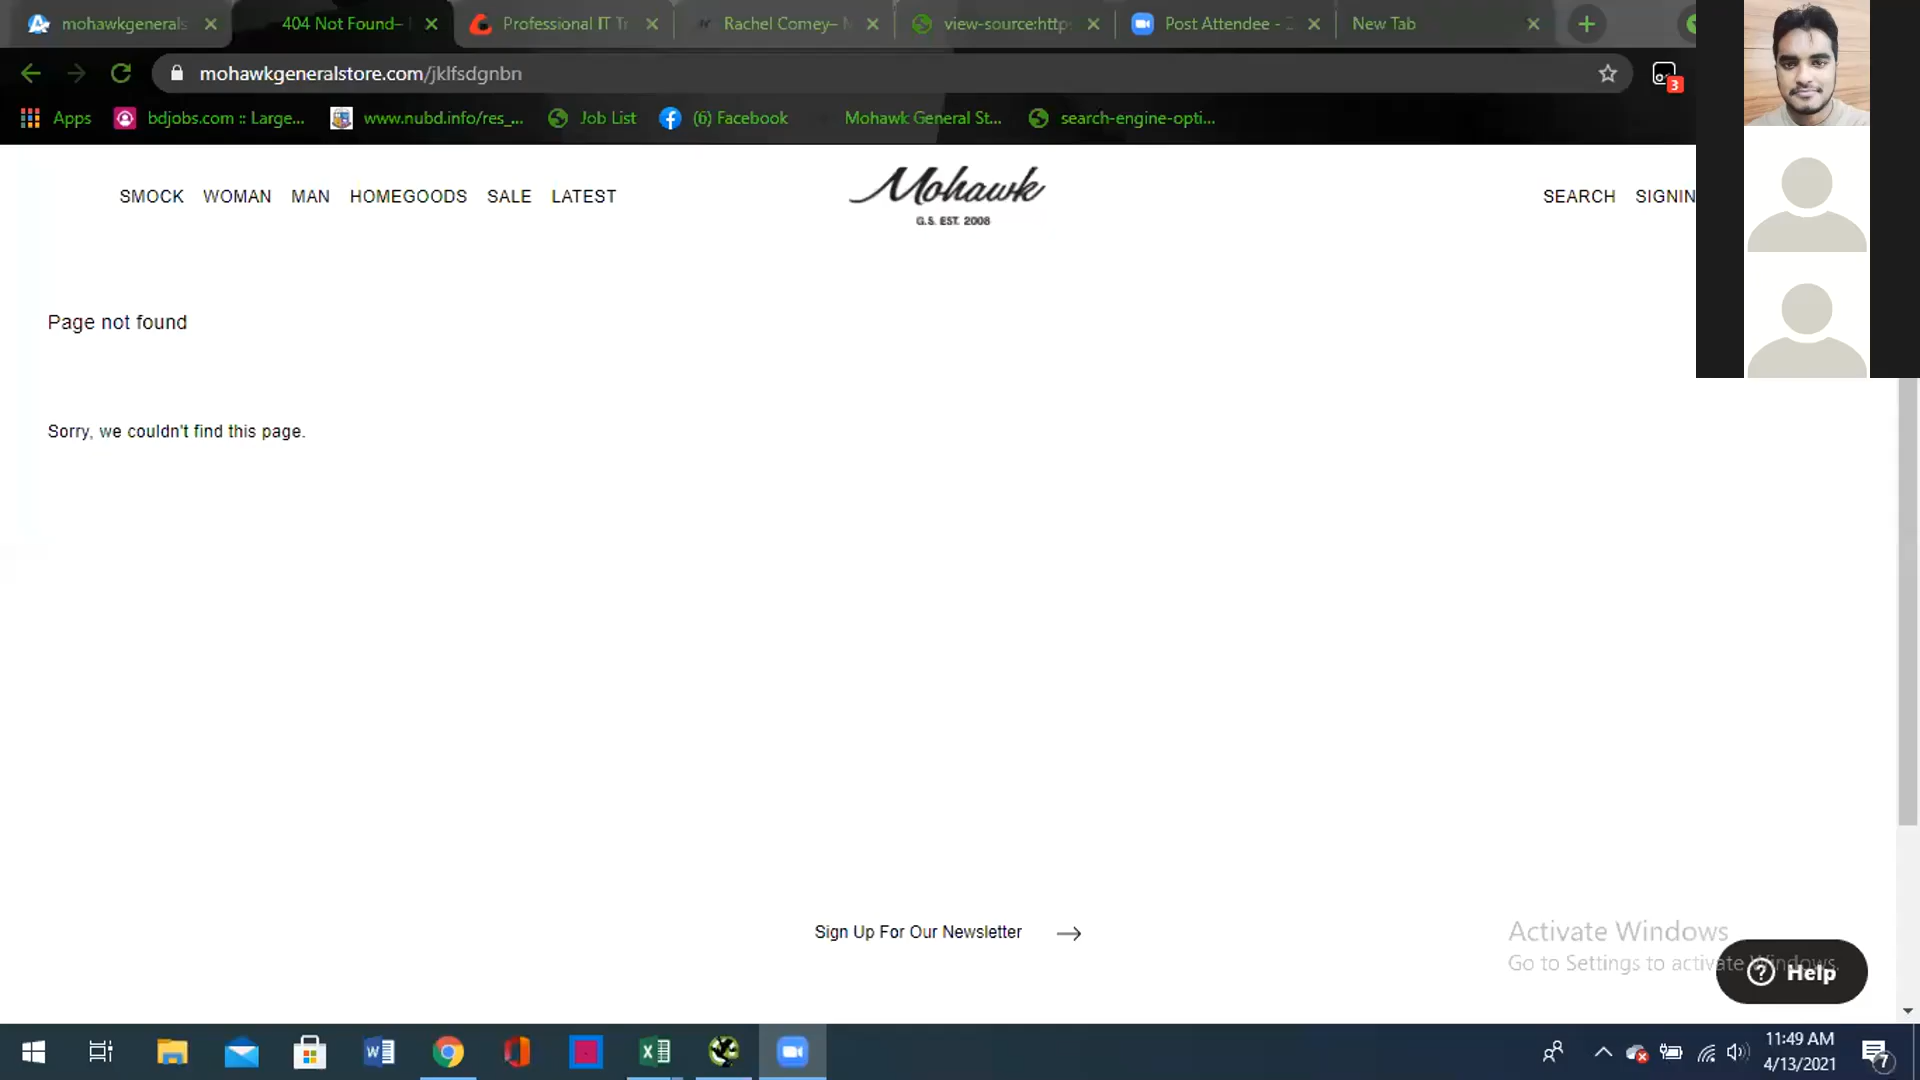 mohawkgenerals
404 Not Found–
Professional IT Tr
Rachel Comey– N
view-source:http
Post Attendee - Z
New Tab
mohawkgeneralstore.com/jklfsdgnbn
3
Apps
bdjobs.com :: Large...
www.nubd.info/res_...
Job List
(6) Facebook
Mohawk General St...
search-engine-opti...
SMOCK WOMAN MAN HOMEGOODS SALE LATEST
Mohawk
G.S. EST. 2008
SEARCH SIGNIN
Page not found
Sorry, we couldn't find this page.
Sign Up For Our Newsletter
Activate Windows
Go to Settings to activate Windows.
Help
11:49 AM
4/13/2021
7